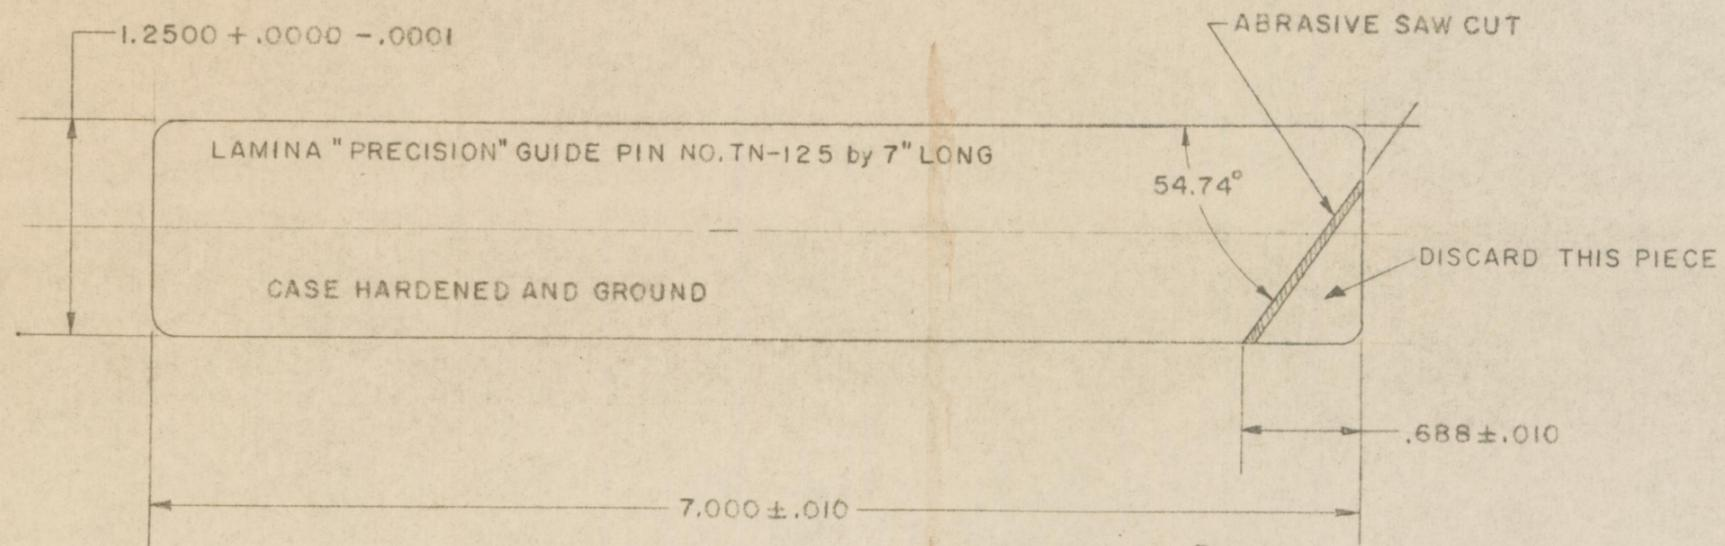 ABRASIVE SAW CUT
1.2500 + .0000 - .0001
LAMINA "PRECISION" GUIDE PIN NO. TN-125 by 7" LONG
54.74°
DISCARD THIS PIECE
CASE HARDENED AND GROUND
.688 ± .010
7.000 ± .010